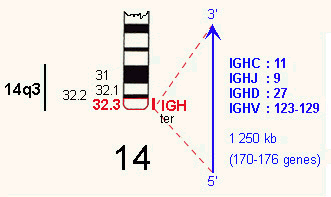 14q3
31
32.2 32.1
32.3 IGH
ter
14
3'
IGHC : 11
IGHJ : 9
IGHD : 27
IGHV : 123-129
1 250 kb
(170-176 genes)
5'